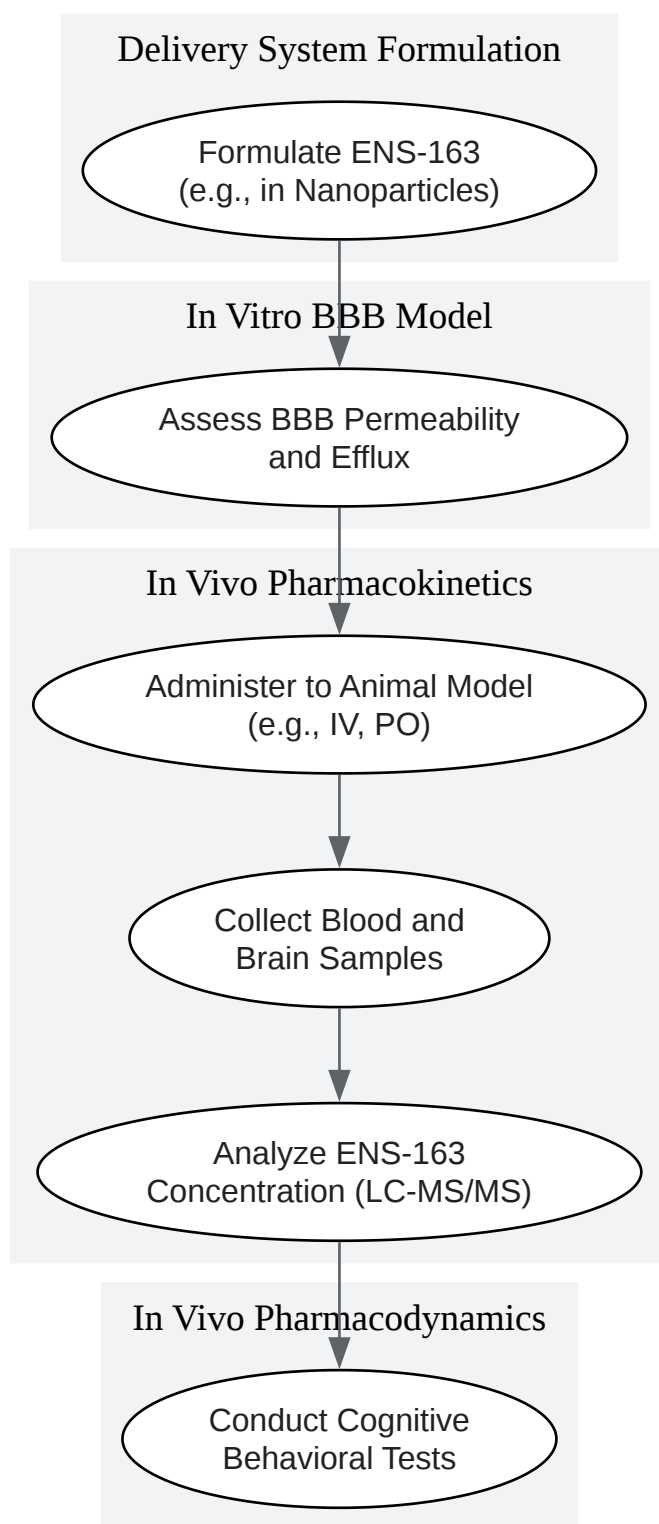 Delivery System Formulation
Formulate ENS-163
(e.g., in Nanoparticles)
In Vitro BBB Model
Assess BBB Permeability
and Efflux
In Vivo Pharmacokinetics
Administer to Animal Model
(e.g., IV, PO)
Collect Blood and
Brain Samples
Analyze ENS-163
Concentration (LC-MS/MS)
In Vivo Pharmacodynamics
Conduct Cognitive
Behavioral Tests